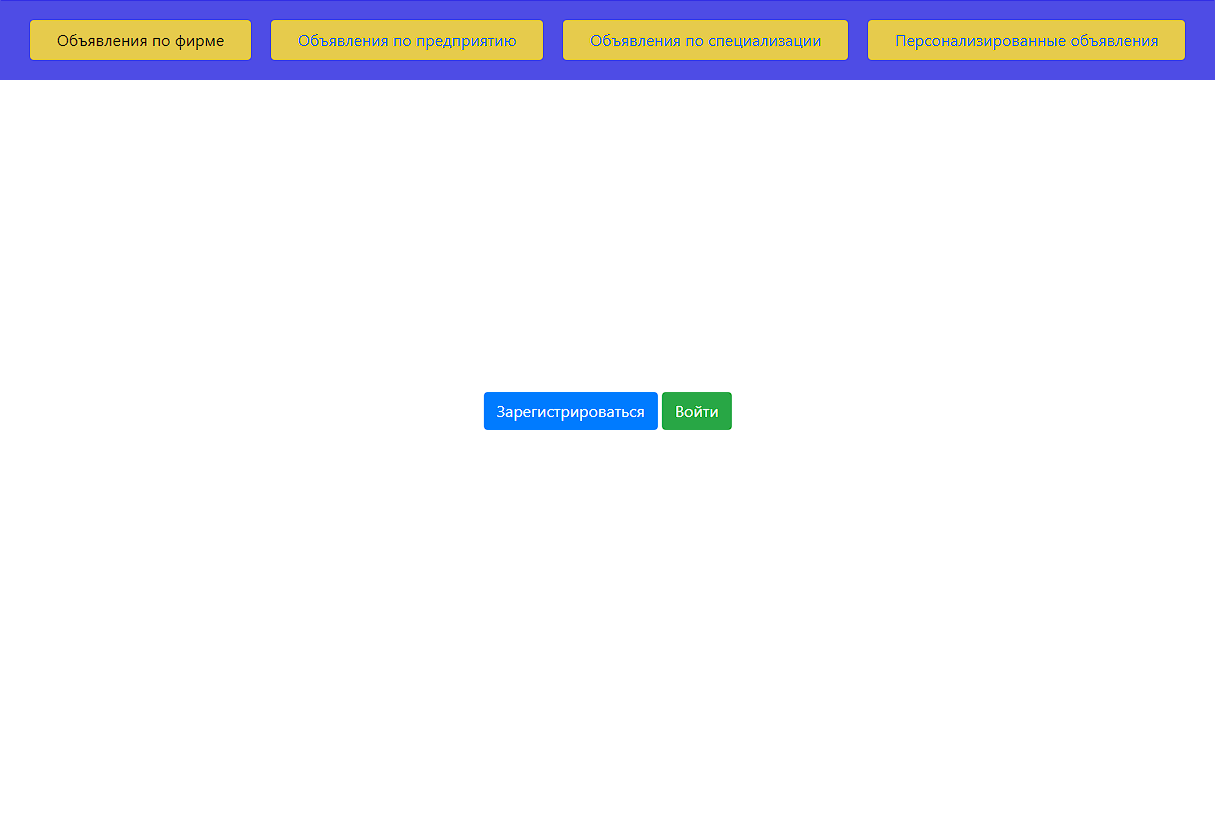 Объявления по фирме
Объявления по предприятию
Объявления по специализации
Персонализированные объявления
Зарегистрироваться
Войти